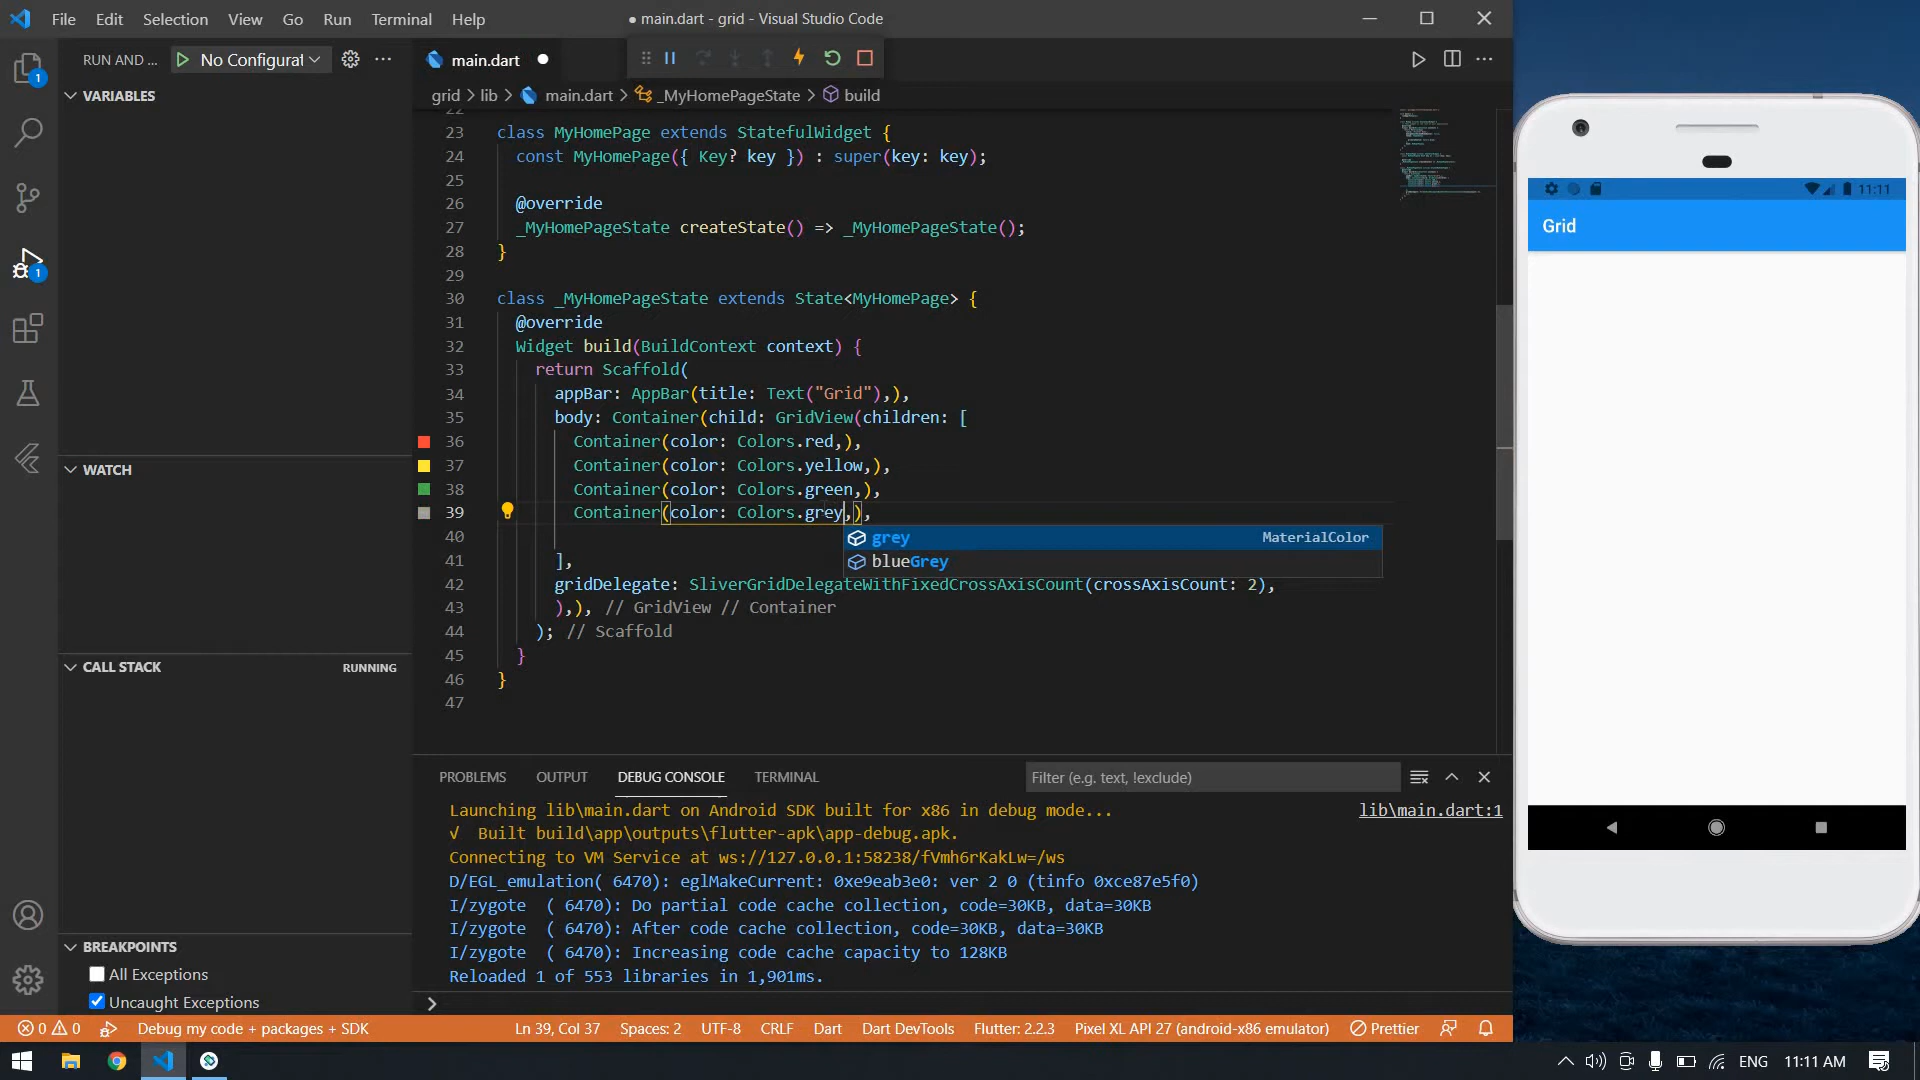 File Edit Selection View Go Run Terminal Help
● main.dart - grid - Visual Studio Code
RUN AND ... No Configurat
main.dart
grid > lib > main.dart > _MyHomePageState > build
VARIABLES
WATCH
CALL STACK RUNNING
BREAKPOINTS
All Exceptions
Uncaught Exceptions
1
1
22
23 class MyHomePage extends StatefulWidget {
24 const MyHomePage({ Key? key }) : super(key: key);
25
26 @override
27 _MyHomePageState createState() => _MyHomePageState();
28 }
29
30 class _MyHomePageState extends State<MyHomePage> {
31 @override
32 Widget build(BuildContext context) {
33 return Scaffold(
34 appBar: AppBar(title: Text("Grid"),),
35 body: Container(child: GridView(children: [
36 Container(color: Colors.red,),
37 Container(color: Colors.yellow,),
38 Container(color: Colors.green,),
39 Container(color: Colors.grey,),
grey MaterialColor
blueGrey
40
41 ],
42 gridDelegate: SliverGridDelegateWithFixedCrossAxisCount(crossAxisCount: 2),
43 ),), // GridView // Container
44 ); // Scaffold
45 }
46 }
47
PROBLEMS OUTPUT DEBUG CONSOLE TERMINAL Filter (e.g. text, !exclude)
Launching lib\main.dart on Android SDK built for x86 in debug mode... lib\main.dart:1
√ Built build\app\outputs\flutter-apk\app-debug.apk.
Connecting to VM Service at ws://127.0.0.1:58238/fVmh6rKakLw=/ws
D/EGL_emulation( 6470): eglMakeCurrent: 0xe9eab3e0: ver 2 0 (tinfo 0xce87e5f0)
I/zygote ( 6470): Do partial code cache collection, code=30KB, data=30KB
I/zygote ( 6470): After code cache collection, code=30KB, data=30KB
I/zygote ( 6470): Increasing code cache capacity to 128KB
Reloaded 1 of 553 libraries in 1,901ms.
0 0 Debug my code + packages + SDK Ln 39, Col 37 Spaces: 2 UTF-8 CRLF Dart Dart DevTools Flutter: 2.2.3 Pixel XL API 27 (android-x86 emulator) Prettier
11:11
Grid
ENG 11:11 AM